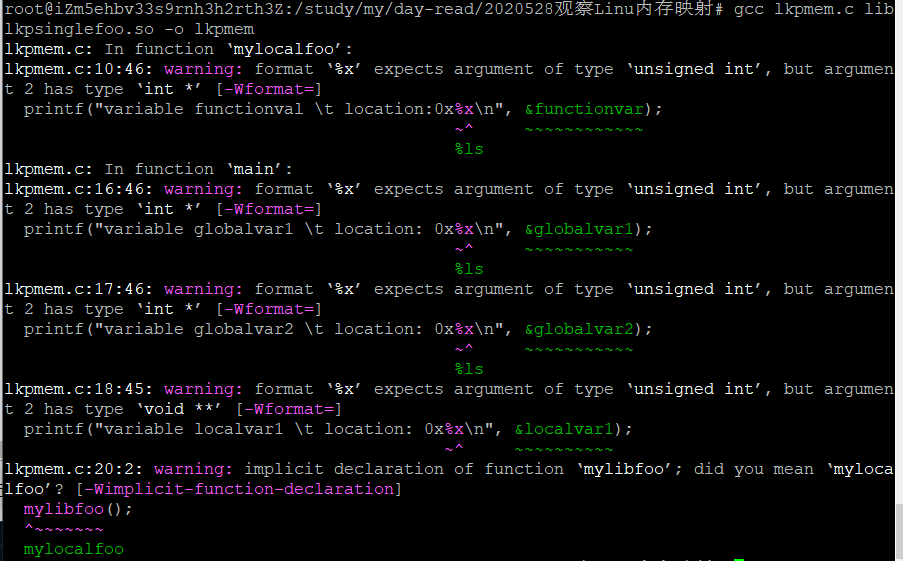 root@iZm5ehbv33s9rnh3h2rth3Z:/study/my/day-read/2020528观察Linu内存映射# gcc lkpmem.c lib
lkpsinglefoo.so -o lkpmem
lkpmem.c: In function ‘mylocalfoo’:
lkpmem.c:10:46: warning: format ‘%x’ expects argument of type ‘unsigned int’, but argumen
t 2 has type ‘int *’ [-Wformat=]
  printf("variable functionval \t location:0x%x\n", &functionvar);
                                             ~^     ~~~~~~~~~~~~
                                             %ls
lkpmem.c: In function ‘main’:
lkpmem.c:16:46: warning: format ‘%x’ expects argument of type ‘unsigned int’, but argumen
t 2 has type ‘int *’ [-Wformat=]
  printf("variable globalvar1 \t location: 0x%x\n", &globalvar1);
                                             ~^     ~~~~~~~~~~~
                                             %ls
lkpmem.c:17:46: warning: format ‘%x’ expects argument of type ‘unsigned int’, but argumen
t 2 has type ‘int *’ [-Wformat=]
  printf("variable globalvar2 \t location: 0x%x\n", &globalvar2);
                                             ~^     ~~~~~~~~~~~
                                             %ls
lkpmem.c:18:45: warning: format ‘%x’ expects argument of type ‘unsigned int’, but argumen
t 2 has type ‘void **’ [-Wformat=]
  printf("variable localvar1 \t location: 0x%x\n", &localvar1);
                                            ~^     ~~~~~~~~~~
lkpmem.c:20:2: warning: implicit declaration of function ‘mylibfoo’; did you mean ‘myloca
lfoo’? [-Wimplicit-function-declaration]
  mylibfoo();
  ^~~~~~~~
  mylocalfoo